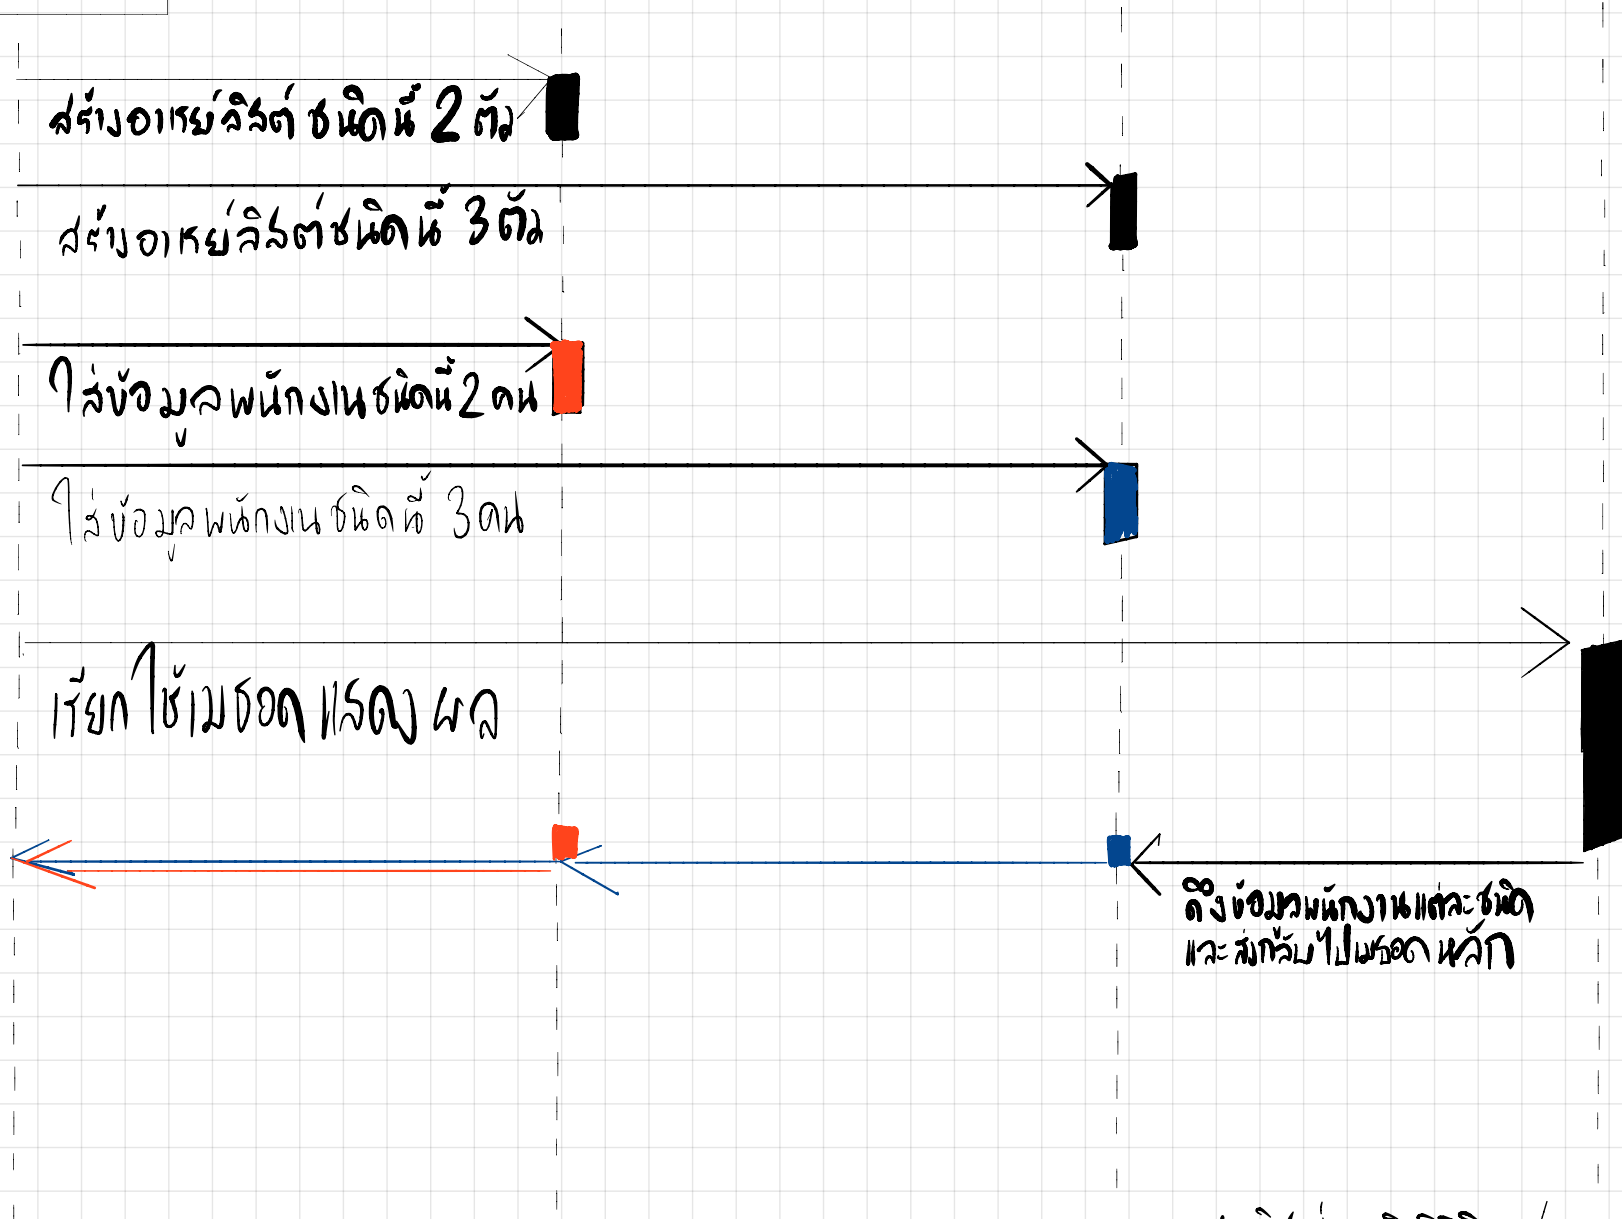 สร้างอาเรย์ลิสต์ ชนิดนี้ 2 ตัว
สร้างอาเรย์ลิสต์ชนิดนี้ 3 ตัว
ใส่ข้อมูลพนักงานชนิดนี้ 2 คน
ใส่ข้อมูลพนักงานชนิดนี้ 3 คน
เรียกใช้เมธอดแสดงผล
ดึงข้อมูลพนักงานแต่ละชนิด
และส่งกลับไปเมธอดหลัก